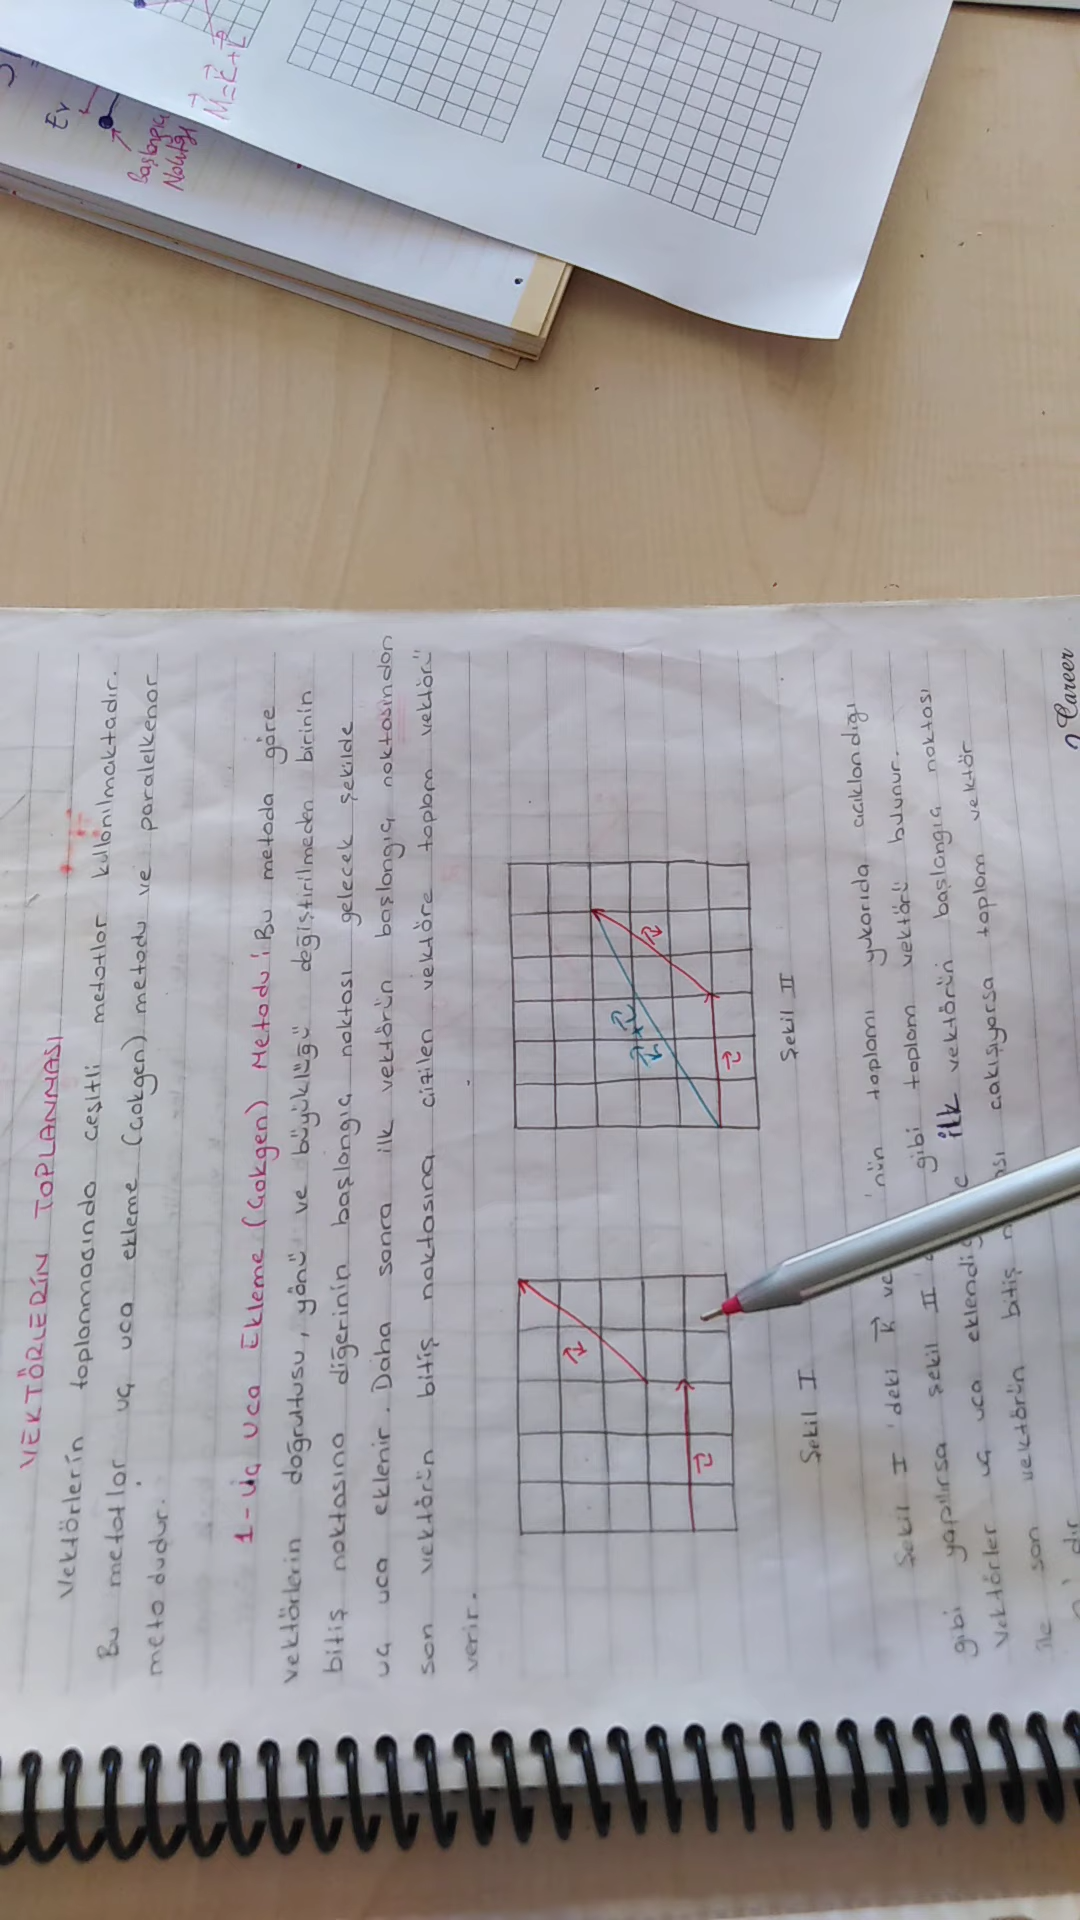 VEKTÖRLERİN TOPLANMASI
Vektörlerin toplanmasında çeşitli metotlar kullanılmaktadır.
Bu metotlar uç uca ekleme (Çokgen) metodu ve paralelkenar
metodudur.
1-Uç Uca Ekleme (Çokgen) Metodu: Bu metoda göre
vektörlerin doğrultusu, yönü ve büyüklüğü değiştirilmeden birinin
bitiş noktasına diğerinin başlangıç noktası gelecek şekilde
uç uca eklenir. Daha sonra ilk vektörün başlangıç noktasından
son vektörün bitiş noktasına çizilen vektöre toplam vektörü
verir.
Şekil I
Şekil II
Şekil I 'deki K ve 'nün toplamı yukarıda açıklandığı
gibi yapılırsa şekil II gibi toplam vektörü bulunur.
Vektörler uç uca ilk vektörün başlangıç noktası
ile son vektörün bitiş çakışıyorsa toplam vektör
dır
Career
Ev
Başlangıç
Noktası
M=K+L